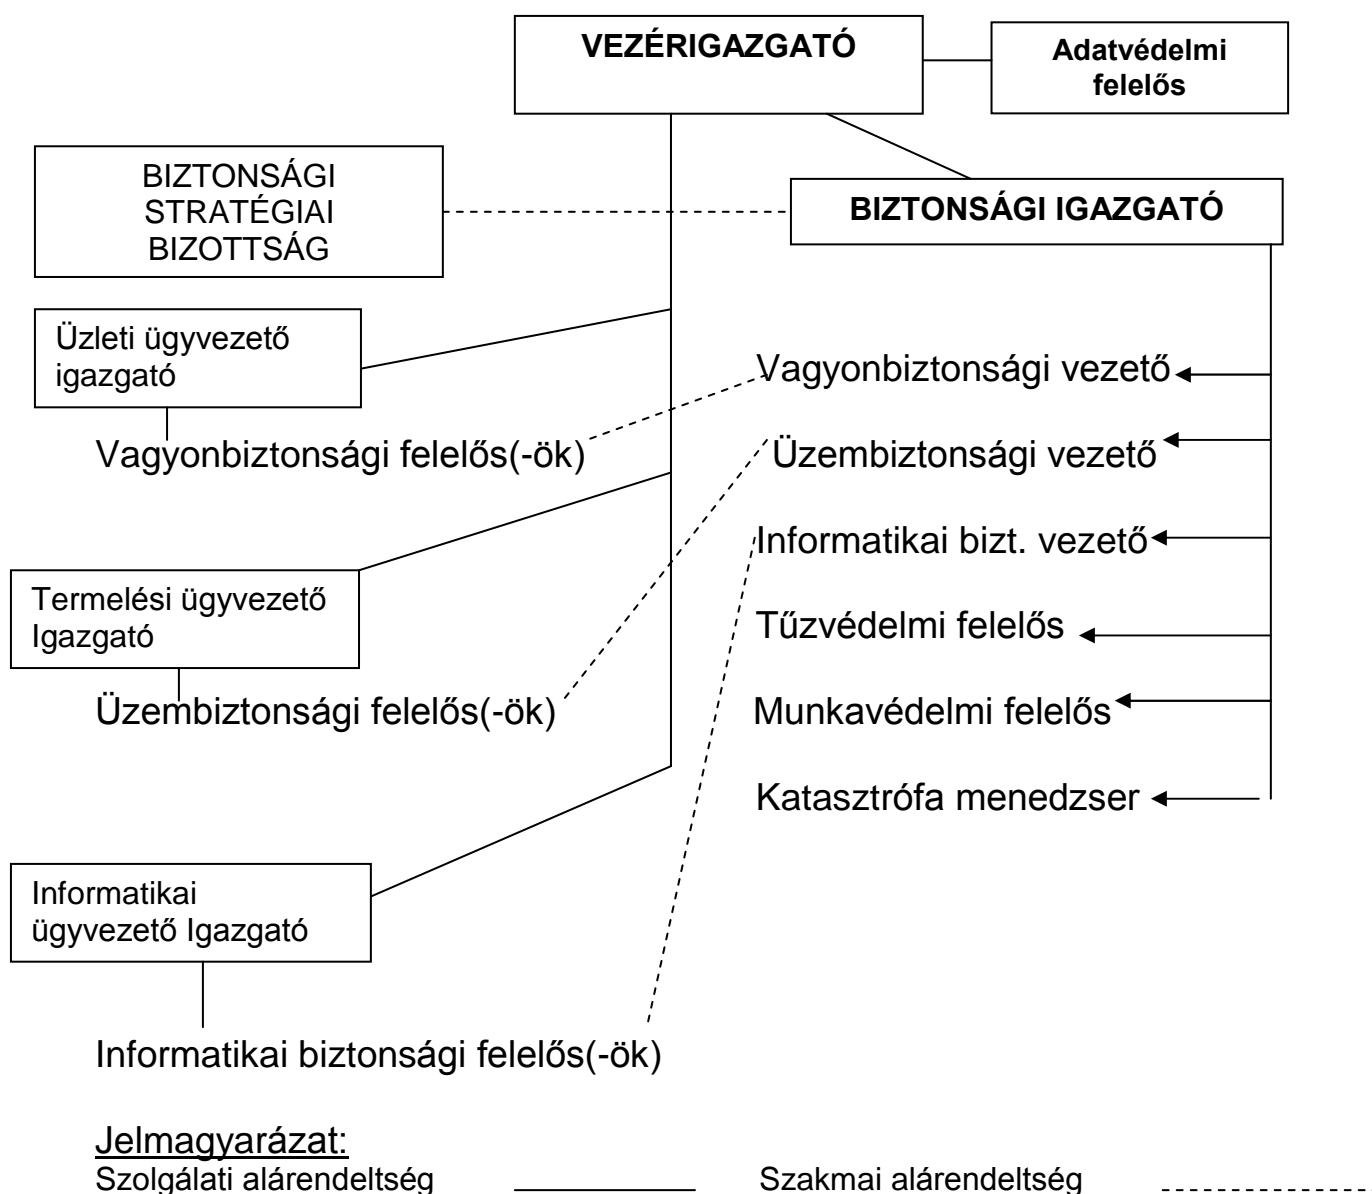 VEZÉRIGAZGATÓ
Adatvédelmi
felelős
BIZTONSÁGI
STRATÉGIAI
BIZOTTSÁG
BIZTONSÁGI IGAZGATÓ
Üzleti ügyvezető
igazgató
Vagyonbiztonsági vezető
Vagyonbiztonsági felelős(-ök)
Üzembiztonsági vezető
Informatikai bizt. vezető
Termelési ügyvezető
Igazgató
Tűzvédelmi felelős
Üzembiztonsági felelős(-ök)
Munkavédelmi felelős
Katasztrófa menedzser
Informatikai
ügyvezető Igazgató
Informatikai biztonsági felelős(-ök)
Jelmagyarázat:
Szolgálati alárendeltség
Szakmai alárendeltség